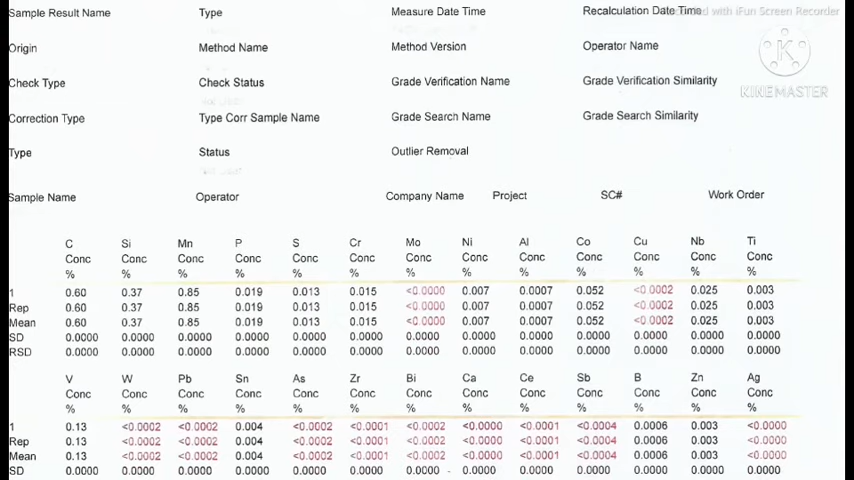 Sample Result Name Type Measure Date Time Recalculation Date Time
with iFun Screen Recorder
Origin Method Name Method Version Operator Name
Check Type Check Status Grade Verification Name Grade Verification Similarity
KINEMASTER
Correction Type Type Corr Sample Name Grade Search Name Grade Search Similarity
Type Status Outlier Removal
Sample Name Operator Company Name Project SC# Work Order
C Si Mn P S Cr Mo Ni Al Co Cu Nb Ti
Conc Conc Conc Conc Conc Conc Conc Conc Conc Conc Conc Conc Conc
% % % % % % % % % % % % %
1 0.60 0.37 0.85 0.019 0.013 0.015 <0.0000 0.007 0.0007 0.052 <0.0002 0.025 0.003
Rep 0.60 0.37 0.85 0.019 0.013 0.015 <0.0000 0.007 0.0007 0.052 <0.0002 0.025 0.003
Mean 0.60 0.37 0.85 0.019 0.013 0.015 <0.0000 0.007 0.0007 0.052 <0.0002 0.025 0.003
SD 0.0000 0.0000 0.0000 0.0000 0.0000 0.0000 0.0000 0.0000 0.0000 0.0000 0.0000 0.0000 0.0000
RSD 0.0000 0.0000 0.0000 0.0000 0.0000 0.0000 0.0000 0.0000 0.0000 0.0000 0.0000 0.0000 0.0000
V W Pb Sn As Zr Bi Ca Ce Sb B Zn Ag
Conc Conc Conc Conc Conc Conc Conc Conc Conc Conc Conc Conc Conc
% % % % % % % % % % % % %
1 0.13 <0.0002 <0.0002 0.004 <0.0002 <0.0001 <0.0002 <0.0000 <0.0001 <0.0004 0.0006 0.003 <0.0000
Rep 0.13 <0.0002 <0.0002 0.004 <0.0002 <0.0001 <0.0002 <0.0000 <0.0001 <0.0004 0.0006 0.003 <0.0000
Mean 0.13 <0.0002 <0.0002 0.004 <0.0002 <0.0001 <0.0002 <0.0000 <0.0001 <0.0004 0.0006 0.003 <0.0000
SD 0.0000 0.0000 0.0000 0.0000 0.0000 0.0000 0.0000 0.0000 0.0000 0.0000 0.0000 0.0000 0.0000